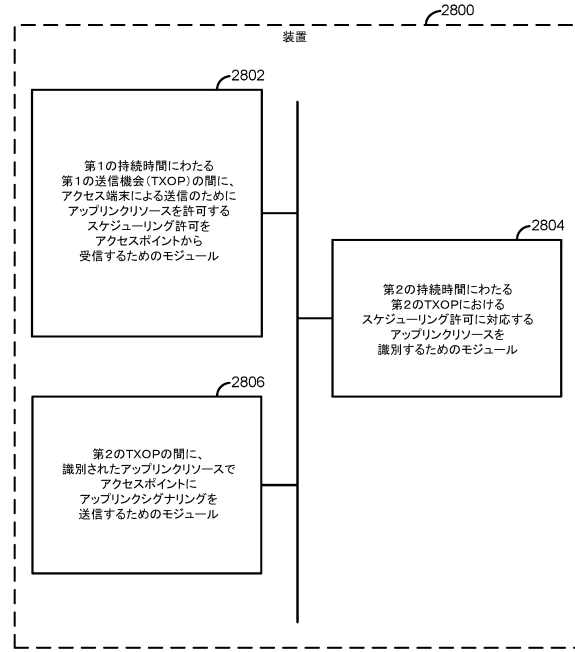 2800
装置
2802
第1の持続時間にわたる
第1の送信機会(TXOP)の間に、
アクセス端末による送信のために
アップリンクリソースを許可する
スケジューリング許可を
アクセスポイントから
受信するためのモジュール
2804
第2の持続時間にわたる
第2のTXOPにおける
スケジューリング許可に対応する
アップリンクリソースを
識別するためのモジュール
2806
第2のTXOPの間に、
識別されたアップリンクリソースで
アクセスポイントに
アップリンクシグナリングを
送信するためのモジュール